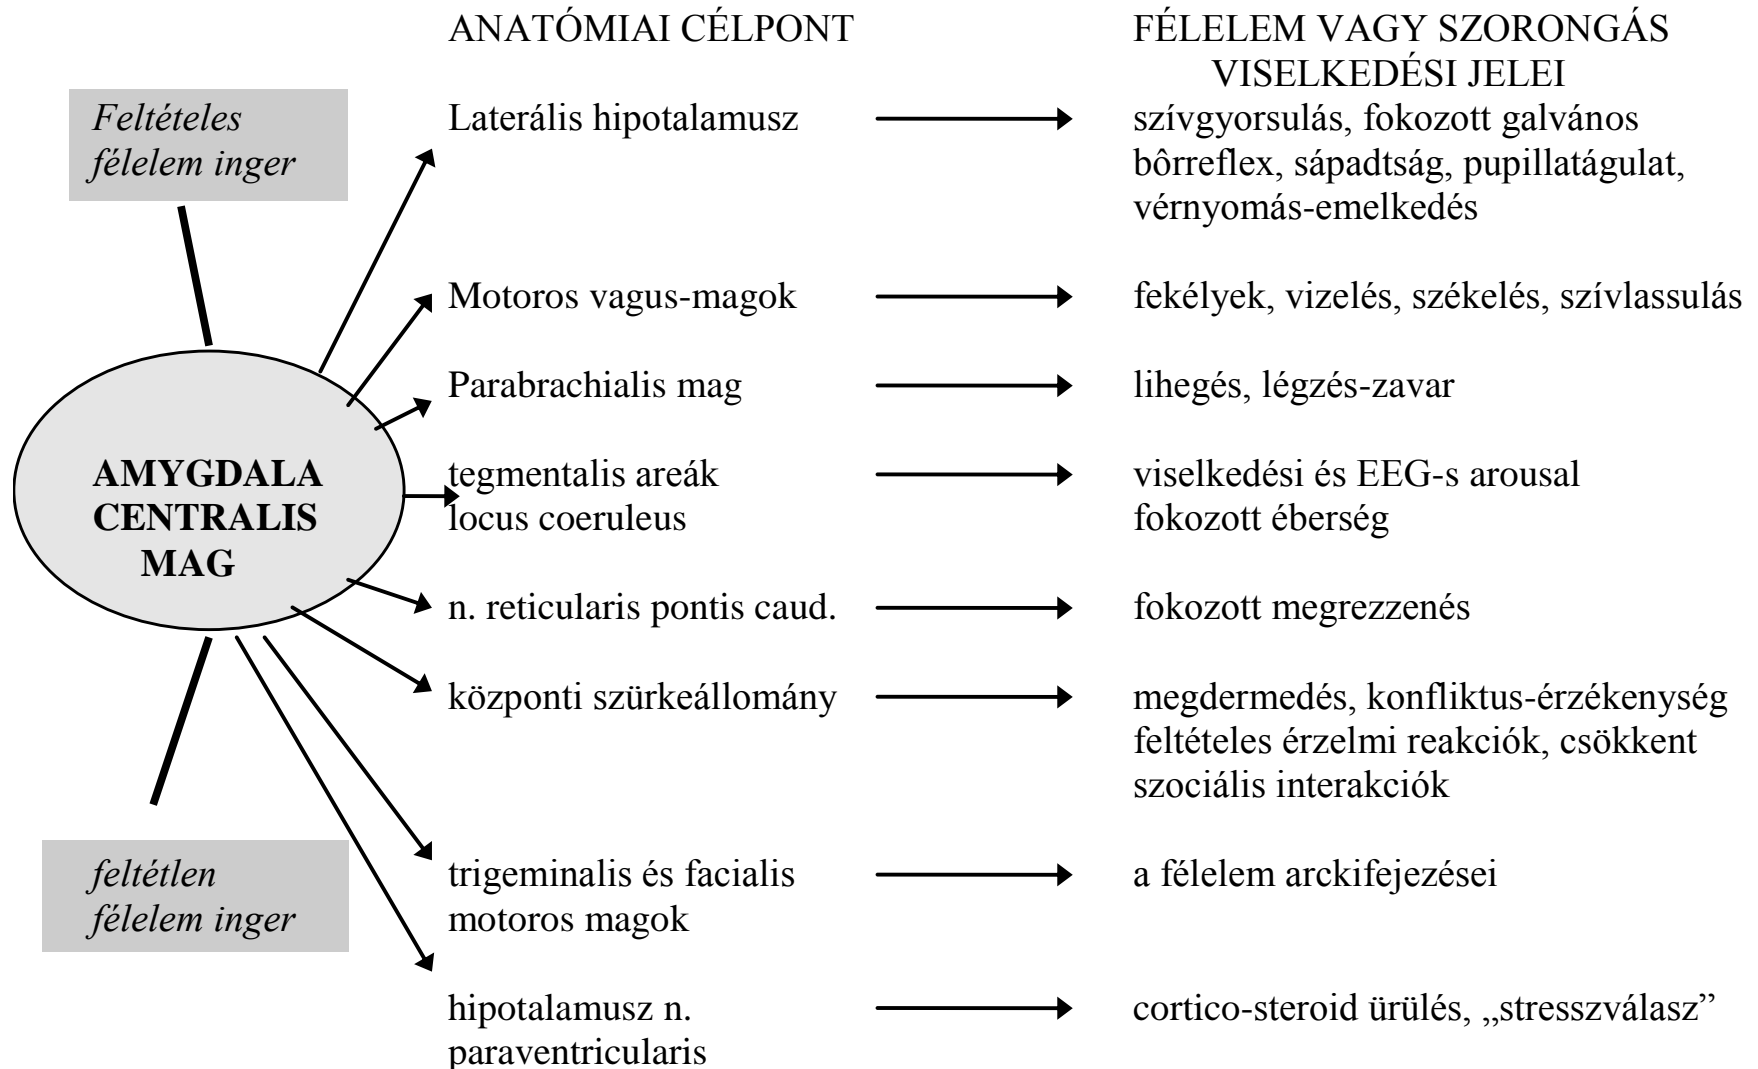 ANATÓMIAI CÉLPONT
FÉLELEM VAGY SZORONGÁS
VISELKEDÉSI JELEI
Feltételes
félelem inger
AMYGDALA
CENTRALIS
MAG
feltétlen
félelem inger
Laterális hipotalamusz
szívgyorsulás, fokozott galvános
bôrreflex, sápadtság, pupillatágulat,
vérnyomás-emelkedés
Motoros vagus-magok
fekélyek, vizelés, székelés, szívlassulás
Parabrachialis mag
lihegés, légzés-zavar
tegmentalis areák
locus coeruleus
viselkedési és EEG-s arousal
fokozott éberség
n. reticularis pontis caud.
fokozott megrezzenés
központi szürkeállomány
megdermedés, konfliktus-érzékenység
feltételes érzelmi reakciók, csökkent
szociális interakciók
trigeminalis és facialis
motoros magok
a félelem arckifejezései
hipotalamusz n.
paraventricularis
cortico-steroid ürülés, „stresszválasz”